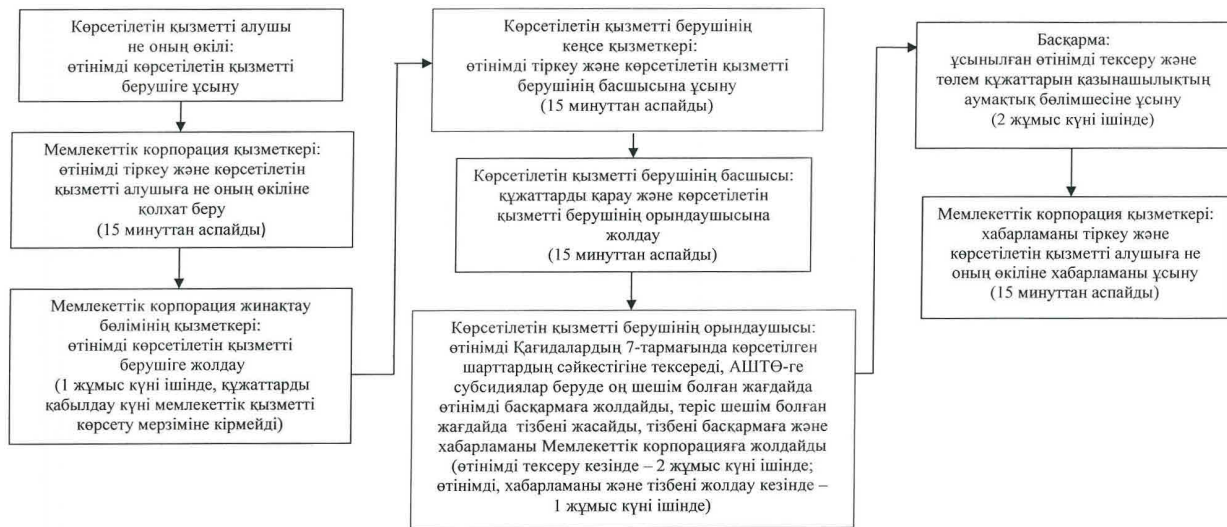 Көрсетілетін қызметті алушы
не оның өкілі:
өтінімді көрсетілетін қызметті
берушіге ұсыну
Мемлекеттік корпорация қызметкері:
өтінімді тіркеу және көрсетілетін
қызметті алушыға не оның өкіліне
қолхат беру
(15 минуттан аспайды)
Мемлекеттік корпорация жинақтау
бөлімінің қызметкері:
өтінімді көрсетілетін қызметті
берушіге жолдау
(1 жұмыс күні ішінде, құжаттарды
қабылдау күні мемлекеттік қызметті
көрсету мерзіміне кірмейді)
Көрсетілетін қызметті берушінің
кеңсе қызметкері:
өтінімді тіркеу және көрсетілетін қызметті
берушінің басшысына ұсыну
(15 минуттан аспайды)
Көрсетілетін қызметті берушінің басшысы:
құжаттарды қарау және көрсетілетін
қызметті берушінің орындаушысына
жолдау
(15 минуттан аспайды)
Көрсетілетін қызметті берушінің орындаушысы:
өтінімді Қағидалардың 7-тармағында көрсетілген
шарттардың сәйкестігіне тексереді, АШТӨ-ге
субсидиялар беруде оң шешім болған жағдайда
өтінімді басқармаға жолдайды, теріс шешім болған
жағдайда тізбені жасайды, тізбені басқармаға және
хабарламаны Мемлекеттік корпорацияға жолдайды
(өтінімді тексеру кезінде – 2 жұмыс күні ішінде;
өтінімді, хабарламаны және тізбені жолдау кезінде –
1 жұмыс күні ішінде)
Басқарма:
ұсынылған өтінімді тексеру және
төлем құжаттарын қазынашылықтың
аумақтық бөлімшесіне ұсыну
(2 жұмыс күні ішінде)
Мемлекеттік корпорация қызметкері:
хабарламаны тіркеу және
көрсетілетін қызметті алушыға не
оның өкіліне хабарламаны ұсыну
(15 минуттан аспайды)